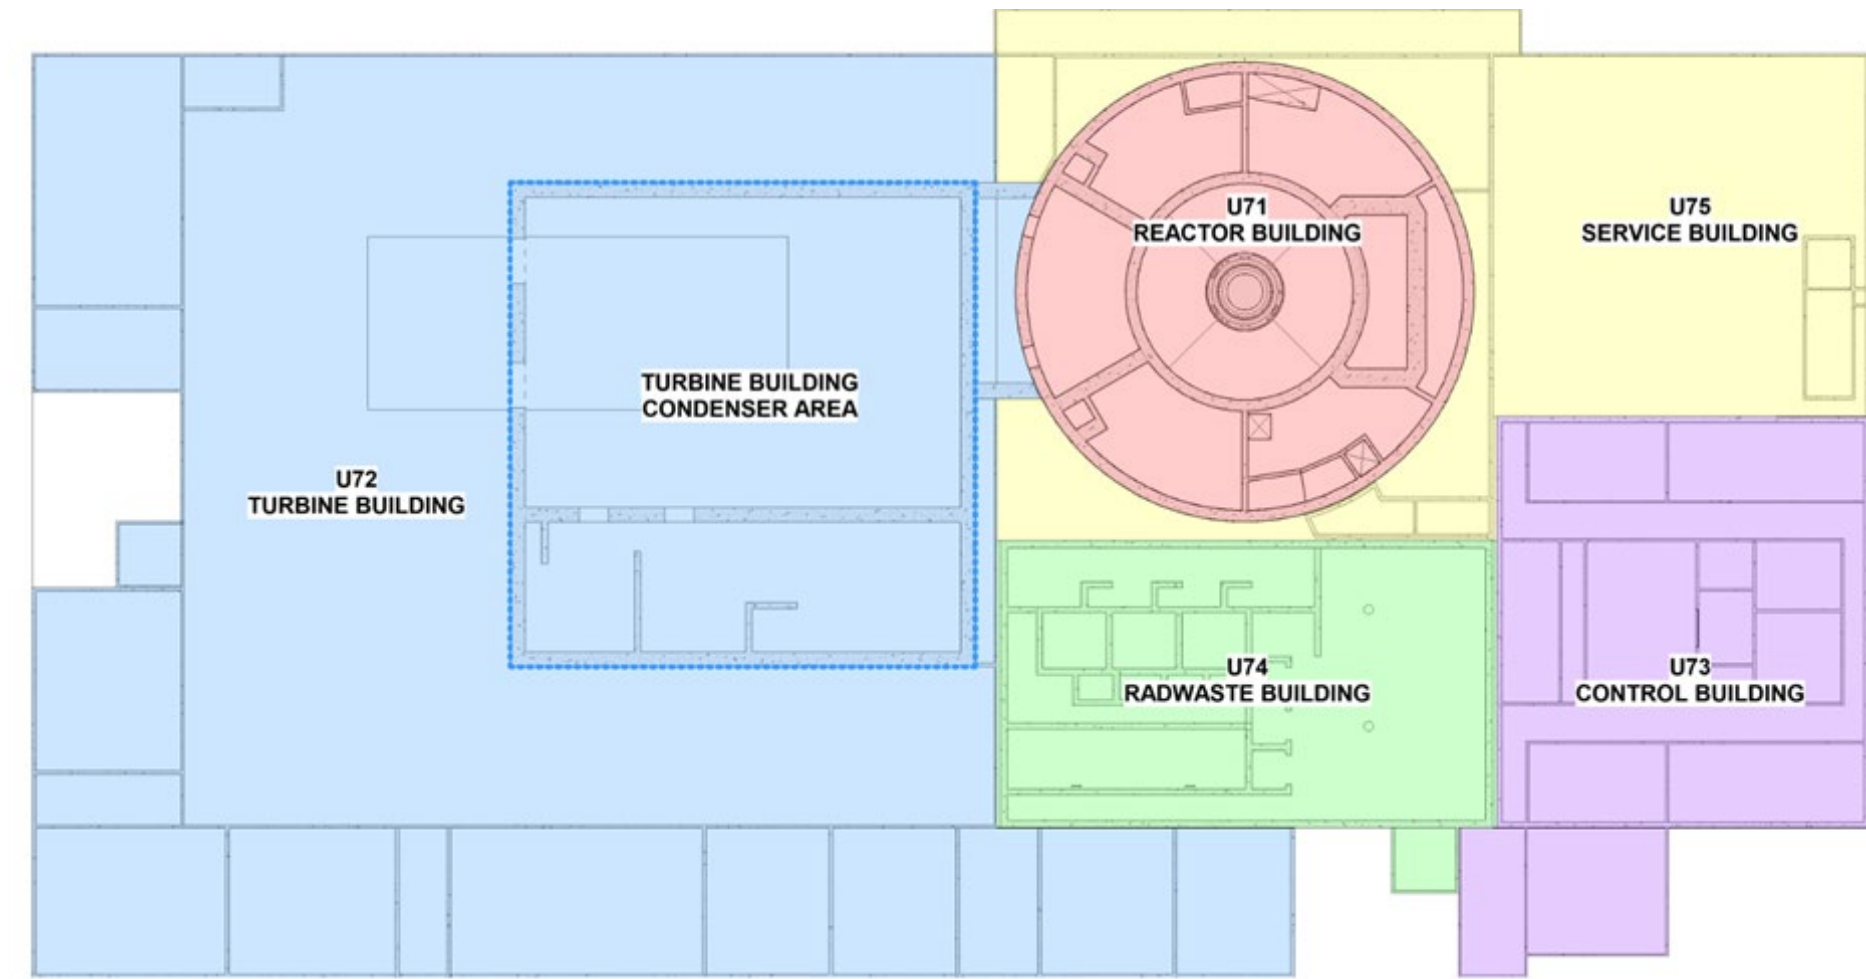 U71
REACTOR BUILDING
U75
SERVICE BUILDING
TURBINE BUILDING
CONDENSER AREA
U72
TURBINE BUILDING
U74
RADWASTE BUILDING
U73
CONTROL BUILDING